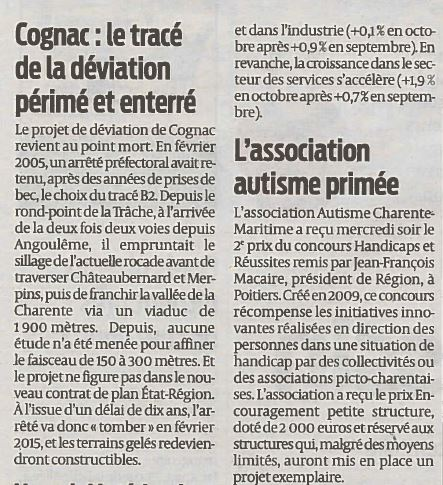 Cognac : le tracé
de la déviation
périmé et enterré
Le projet de déviation de Cognac
revient au point mort. En février
2005, un arrêté préfectoral avait re-
tenu, après des années de prises de
bec, le choix du tracé B2. Depuis le
rond-point de la Trâche, à l'arrivée
de la deux fois deux voies depuis
Angoulême, il empruntait le
sillage de l'actuelle rocade avant de
traverser Châteaubernard et Mer-
pins, puis de franchir la vallée de la
Charente via un viaduc de
1 900 mètres. Depuis, aucune
étude n'a été menée pour affiner
le faisceau de 150 à 300 mètres. Et
le projet ne figure pas dans le nou-
veau contrat de plan État-Région.
À l'issue d'un délai de dix ans, l'ar-
rêté va donc « tomber » en février
2015, et les terrains gelés redevien-
dront constructibles.
et dans l'industrie (+0,1 % en octo-
bre après +0,9 % en septembre). En
revanche, la croissance dans le sec-
teur des services s'accélère (+1,9 %
en octobre après +0,7 % en septem-
bre).
L'association
autisme primée
L'association Autisme Charente-
Maritime a reçu mercredi soir le
2e prix du concours Handicaps et
Réussites remis par Jean-François
Macaire, président de Région, à
Poitiers. Créé en 2009, ce concours
récompense les initiatives inno-
vantes réalisées en direction des
personnes dans une situation de
handicap par des collectivités ou
des associations picto-charentai-
ses. L'association a reçu le prix En-
couragement petite structure,
doté de 2 000 euros et réservé aux
structures qui, malgré des moyens
limités, auront mis en place un
projet exemplaire.